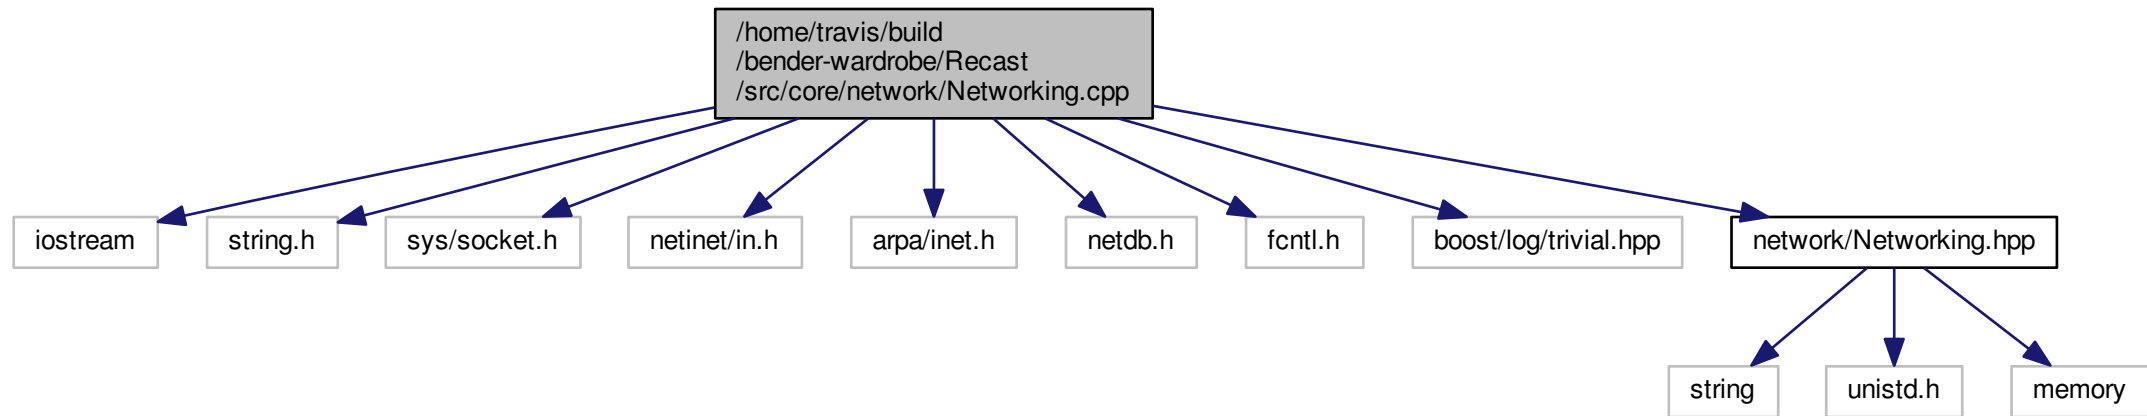 /home/travis/build
/bender-wardrobe/Recast
/src/core/network/Networking.cpp
iostream
string.h
sys/socket.h
netinet/in.h
arpa/inet.h
netdb.h
fcntl.h
boost/log/trivial.hpp
network/Networking.hpp
string
unistd.h
memory